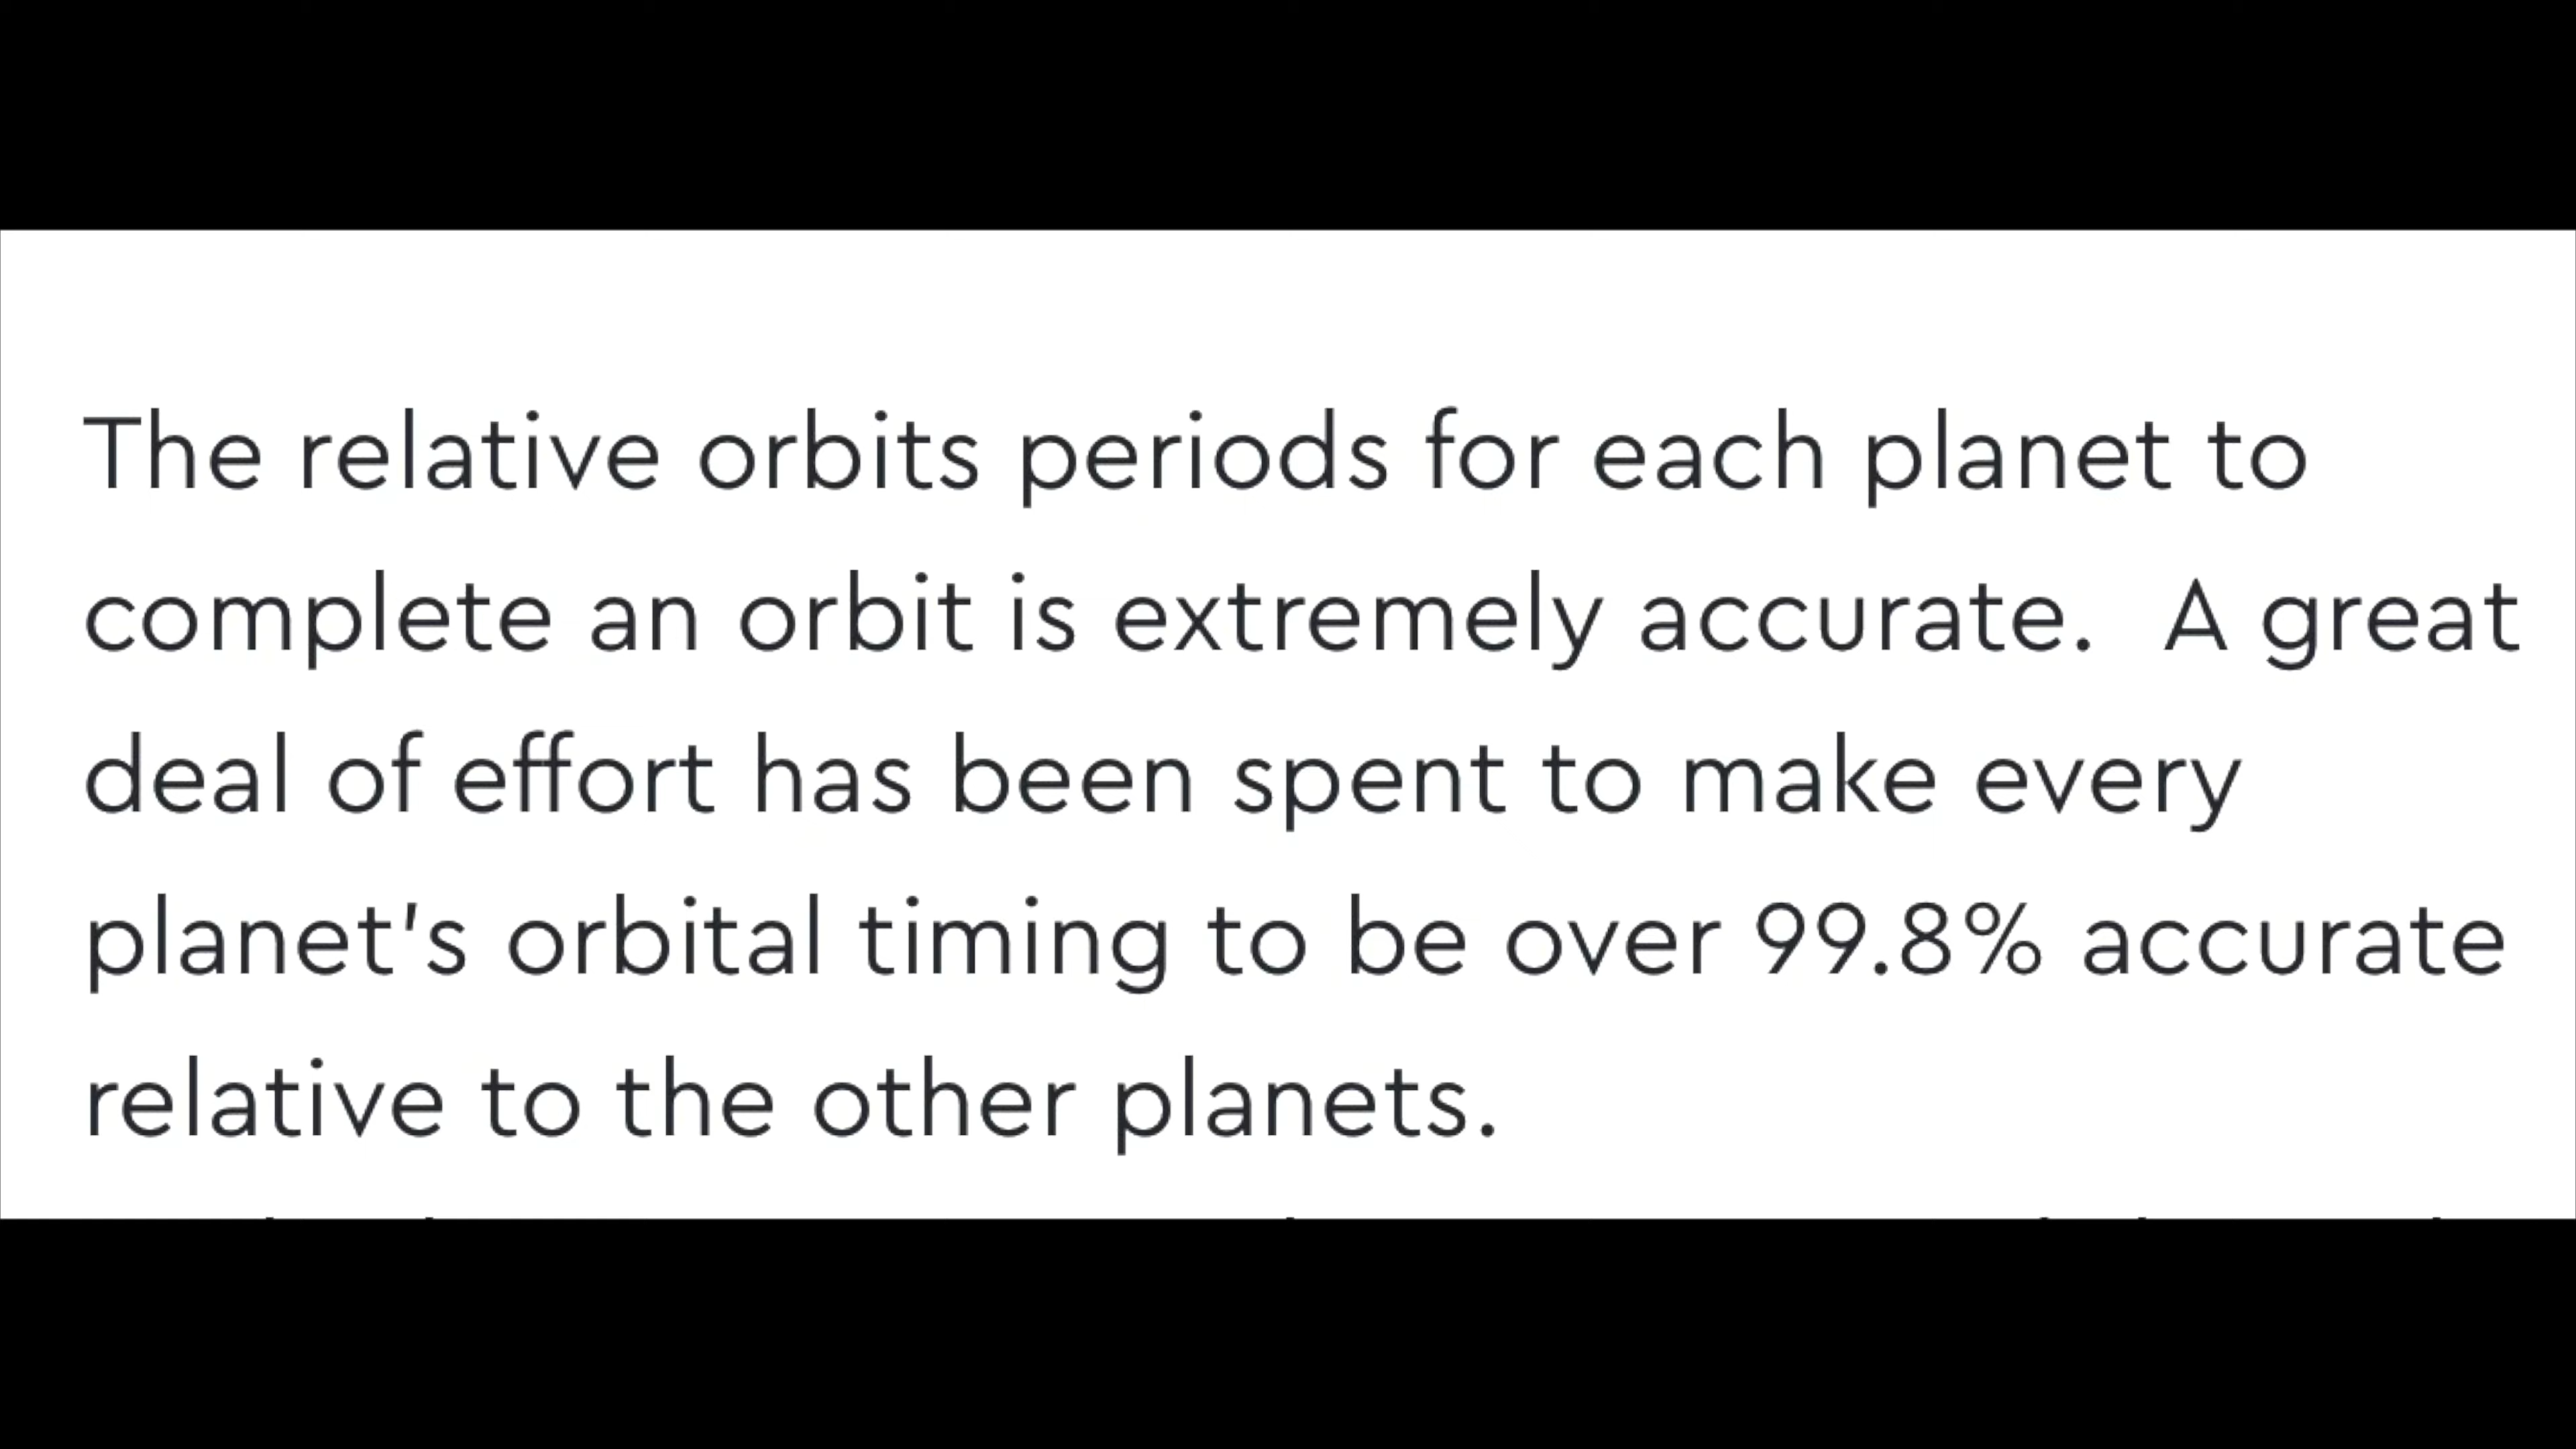 The relative orbits periods for each planet to
complete an orbit is extremely accurate.  A great
deal of effort has been spent to make every
planet's orbital timing to be over 99.8% accurate
relative to the other planets.